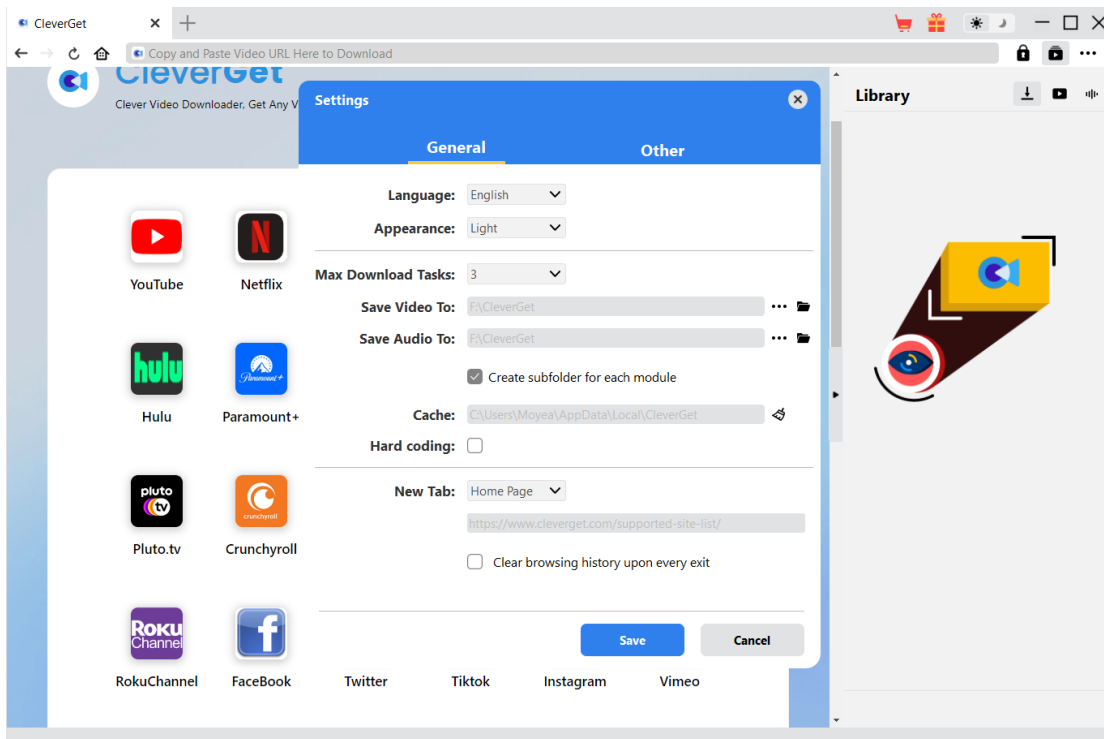 CleverGet
Copy and Paste Video URL Here to Download
CleverGet
Clever Video Downloader, Get Any V
Settings
General
Other
Language: English
Appearance: Light
Max Download Tasks: 3
Save Video To: F:\CleverGet
Save Audio To: F:\CleverGet
Create subfolder for each module
Cache: C:\Users\Moyea\AppData\Local\CleverGet
Hard coding:
New Tab: Home Page
https://www.cleverget.com/supported-site-list/
Clear browsing history upon every exit
Save
Cancel
Library
YouTube
Netflix
hulu
Paramount+
Hulu
Paramount+
pluto
tv
crunchyroll
Pluto.tv
Crunchyroll
ROKU
Channel
RokuChannel
FaceBook
Twitter
Tiktok
Instagram
Vimeo